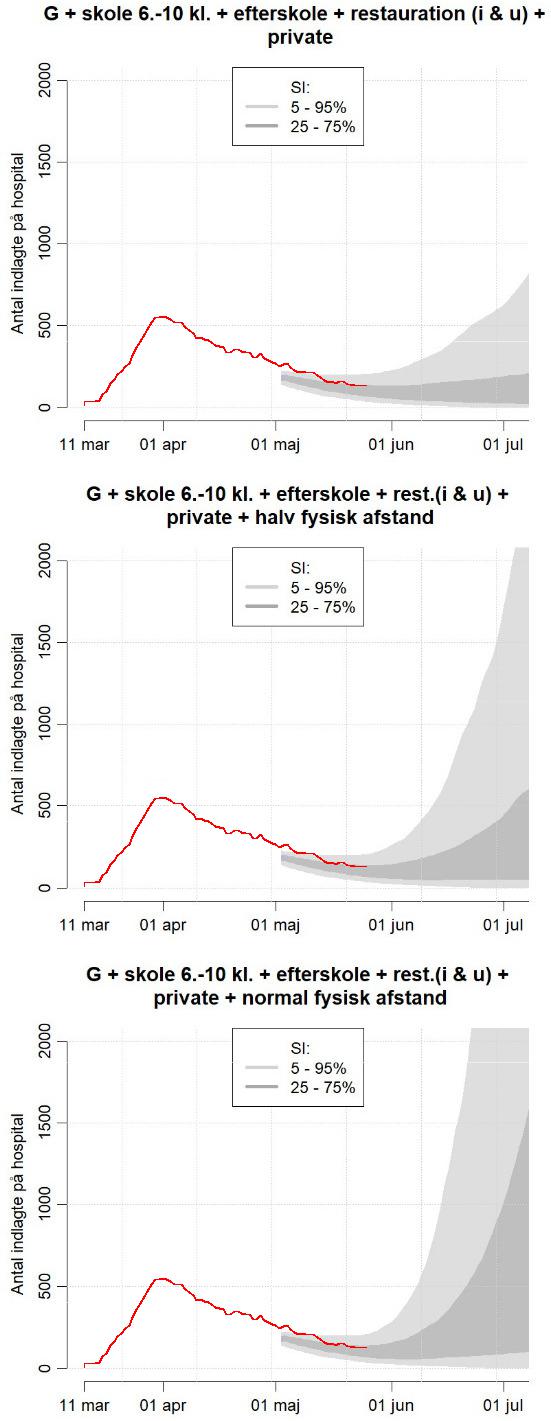 G + skole 6.-10 kl. + efterskole + restauration (i & u) +
private
Antal indlagte på hospital
2000
1500
1000
500
0
SI:
5 - 95%
25 - 75%
11 mar
01 apr
01 maj
01 jun
01 jul
G + skole 6.-10 kl. + efterskole + rest.(i & u) +
private + halv fysisk afstand
Antal indlagte på hospital
2000
1500
1000
500
0
SI:
5 - 95%
25 - 75%
11 mar
01 apr
01 maj
01 jun
01 jul
G + skole 6.-10 kl. + efterskole + rest.(i & u) +
private + normal fysisk afstand
Antal indlagte på hospital
2000
1500
1000
500
0
SI:
5 - 95%
25 - 75%
11 mar
01 apr
01 maj
01 jun
01 jul